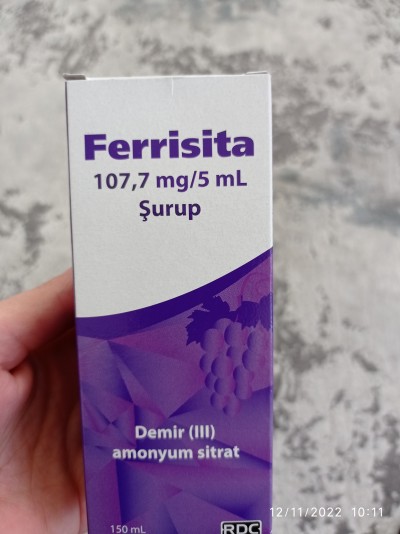 Ferrisita
107,7 mg/5 mL
Şurup
Demir (III)
amonyum sitrat
150 mL
RDC
12/11/2022 10:11